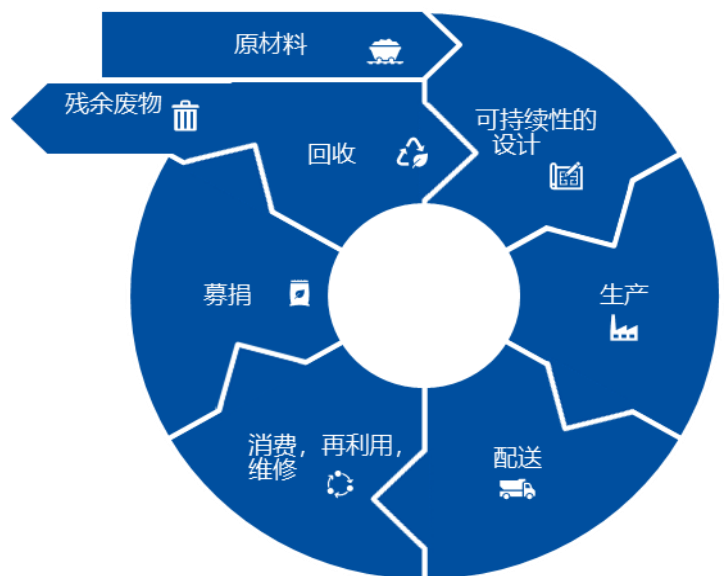 原材料
残余废物
可持续性的
设计
回收
生产
募捐
消费，再利用，
维修
配送